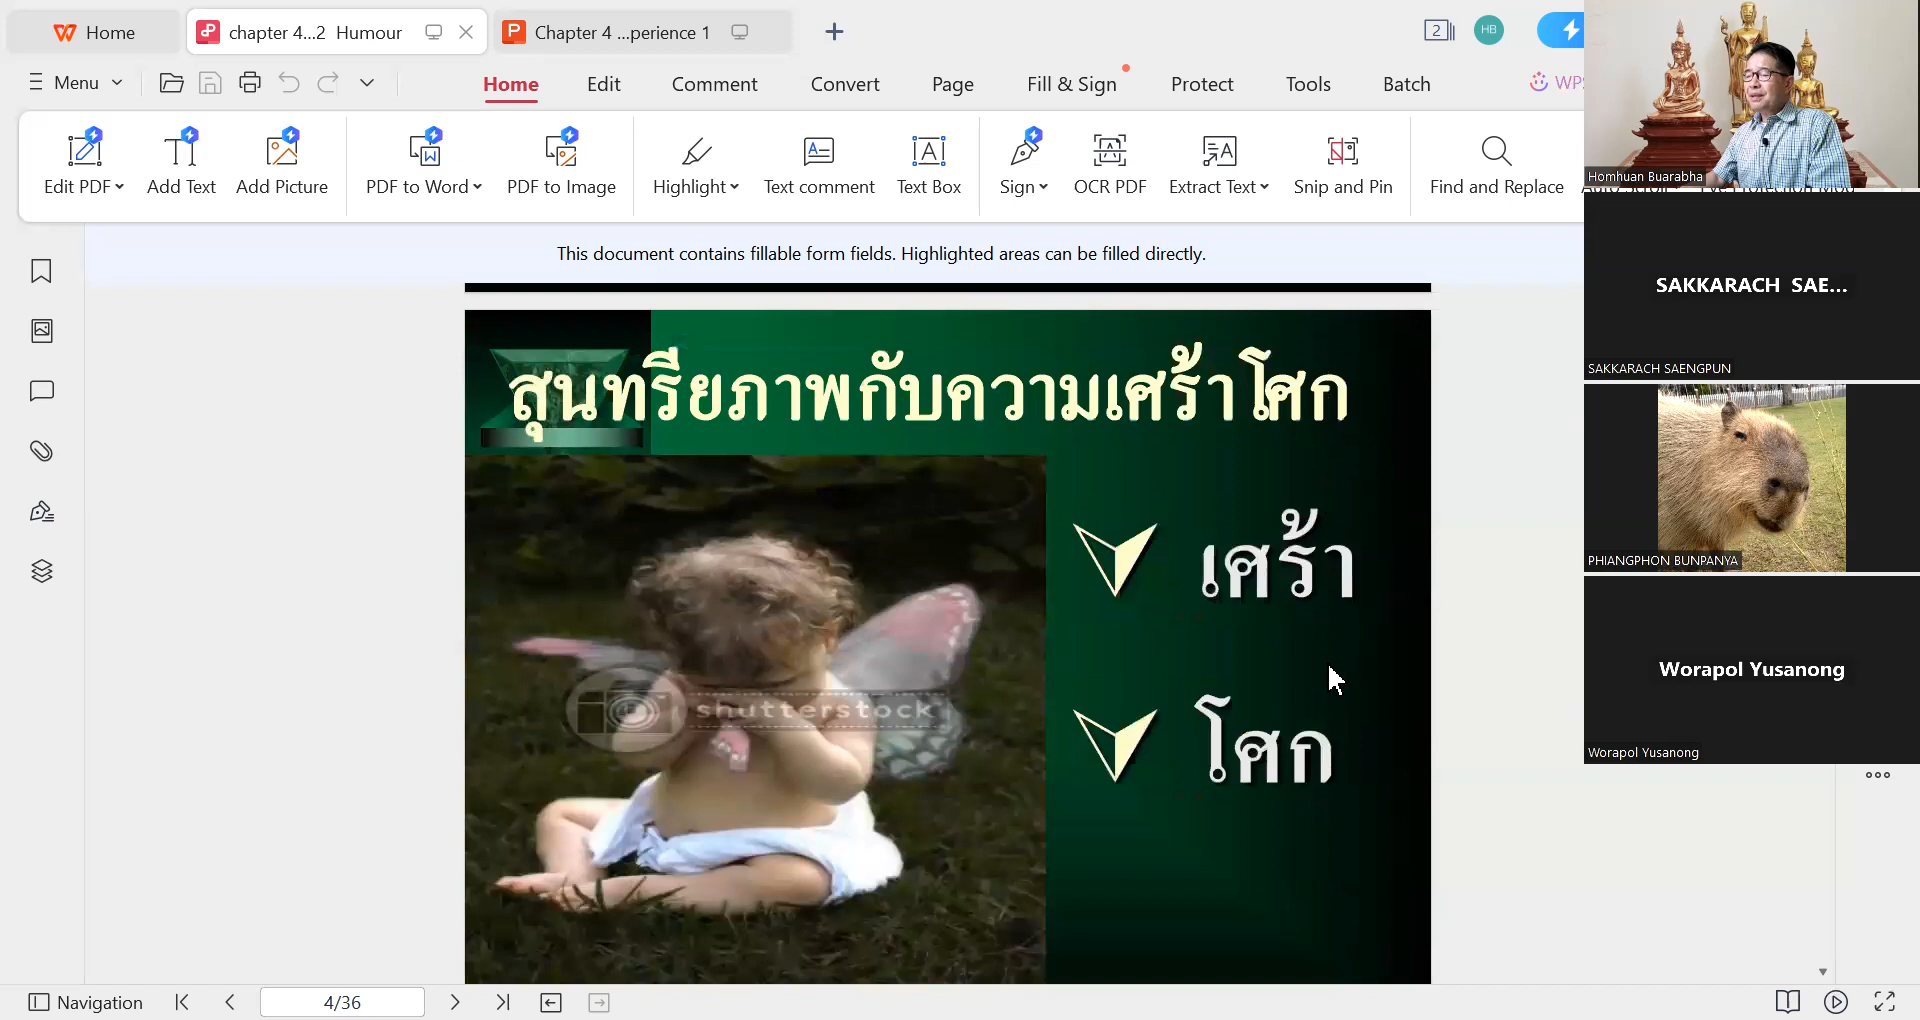 Home
chapter 4...2 Humour
Chapter 4 ...perience 1
2
HB
Menu
Home
Edit
Comment
Convert
Page
Fill & Sign
Protect
Tools
Batch
WPS
Edit PDF
Add Text
Add Picture
PDF to Word
PDF to Image
Highlight
Text comment
Text Box
Sign
OCR PDF
Extract Text
Snip and Pin
Find and Replace
This document contains fillable form fields. Highlighted areas can be filled directly.
สุนทรียภาพกับความเศร้าโศก
เศร้า
โศก
shutterstock
Homhuan Buarabha
SAKKARACH SAE...
SAKKARACH SAENGPUN
PHIANGPHON BUNPANYA
Worapol Yusanong
Worapol Yusanong
Navigation
4/36